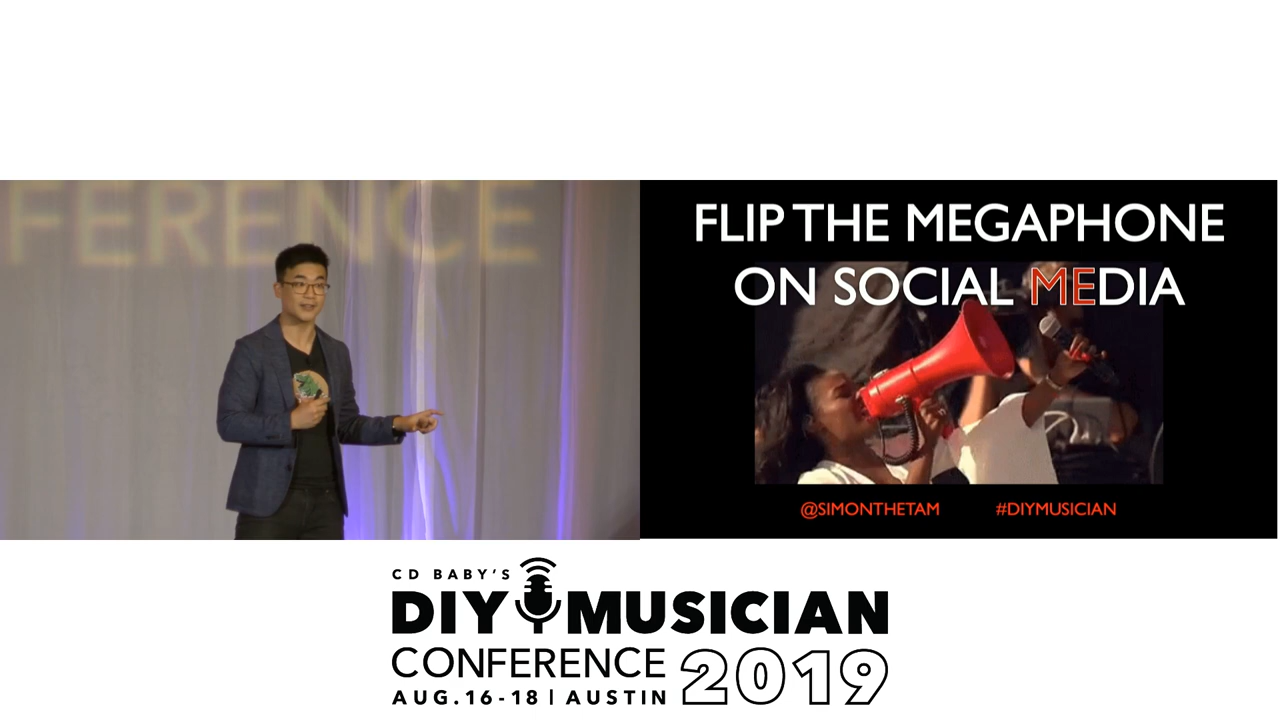 FERENCE
FLIP THE MEGAPHONE
ON SOCIAL MEDIA
@SIMONTHETAM #DIYMUSICIAN
CD BABY'S
DIY MUSICIAN
CONFERENCE 2019
AUG.16-18 | AUSTIN